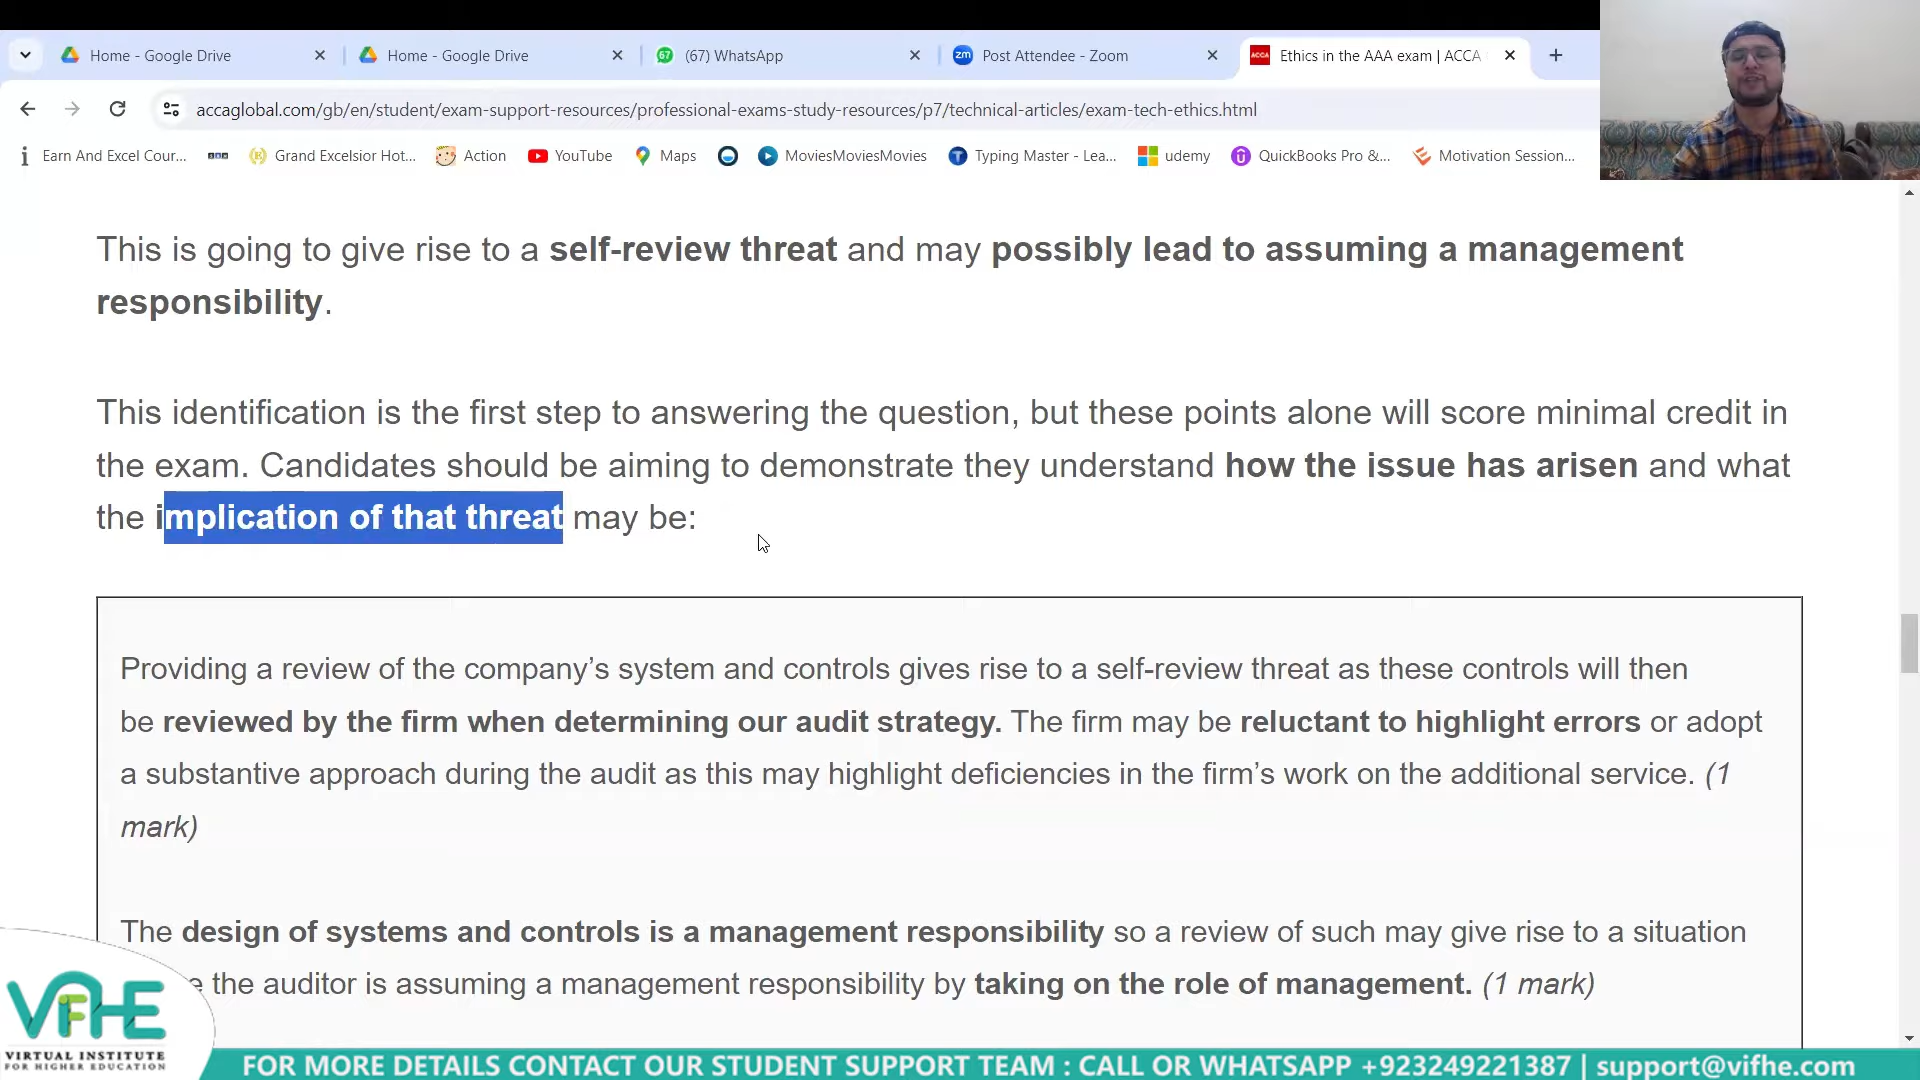 Home - Google Drive
Home - Google Drive
67 (67) WhatsApp
zm Post Attendee - Zoom
ACCA Ethics in the AAA exam | ACCA
accaglobal.com/gb/en/student/exam-support-resources/professional-exams-study-resources/p7/technical-articles/exam-tech-ethics.html
Earn And Excel Cour...
Grand Excelsior Hot...
Action
YouTube
Maps
MoviesMoviesMovies
Typing Master - Lea...
udemy
QuickBooks Pro &...
Motivation Session...
This is going to give rise to a self-review threat and may possibly lead to assuming a management
responsibility.
This identification is the first step to answering the question, but these points alone will score minimal credit in
the exam. Candidates should be aiming to demonstrate they understand how the issue has arisen and what
the implication of that threat may be:
Providing a review of the company’s system and controls gives rise to a self-review threat as these controls will then
be reviewed by the firm when determining our audit strategy. The firm may be reluctant to highlight errors or adopt
a substantive approach during the audit as this may highlight deficiencies in the firm’s work on the additional service. (1
mark)
The design of systems and controls is a management responsibility so a review of such may give rise to a situation
e the auditor is assuming a management responsibility by taking on the role of management. (1 mark)
VIFHE
VIRTUAL INSTITUTE
FOR HIGHER EDUCATION
FOR MORE DETAILS CONTACT OUR STUDENT SUPPORT TEAM : CALL OR WHATSAPP +923249221387 | support@vifhe.com